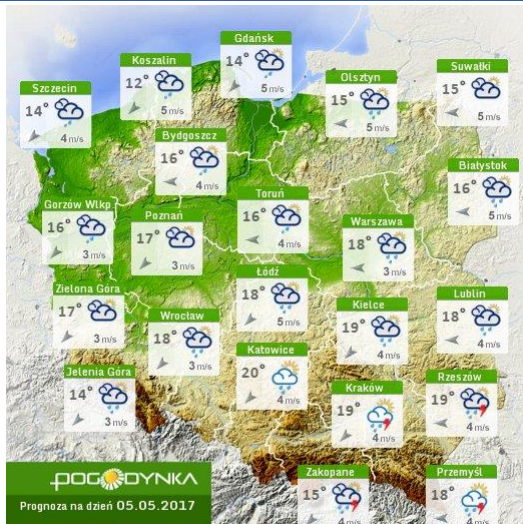 Gdańsk
14°
5 m/s
Koszalin
12°
5 m/s
Suwałki
15°
5 m/s
Olsztyn
15°
5 m/s
Szczecin
14°
4 m/s
Bydgoszcz
16°
4 m/s
Białystok
16°
5 m/s
Toruń
16°
4 m/s
Gorzów Wlkp
16°
3 m/s
Poznań
17°
3 m/s
Warszawa
18°
3 m/s
Łódź
18°
5 m/s
Zielona Góra
17°
3 m/s
Lublin
18°
4 m/s
Kielce
19°
4 m/s
Wrocław
18°
3 m/s
Katowice
20°
4 m/s
Jelenia Góra
14°
3 m/s
Rzeszów
19°
4 m/s
Kraków
19°
4 m/s
Zakopane
15°
4 m/s
Przemyśl
18°
4 m/s
POGODYNKA
Prognoza na dzień 05.05.2017